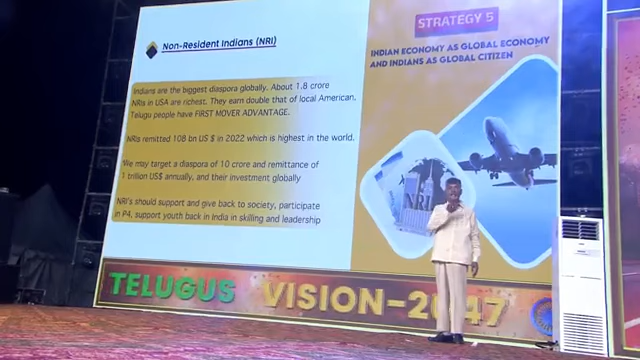 Non-Resident Indians (NRI)
Indians are the biggest diaspora globally. About 1.8 crore
NRIs in USA are richest. They earn double that of local American.
Telugu people have FIRST MOVER ADVANTAGE.
NRIs remitted 108 bn US $ in 2022 which is highest in the world.
We may target a diaspora of 10 crore and remittance of
1 trillion US$ annually, and their investment globally
NRI's should support and give back to society, participate
in P4, support youth back in India in skilling and leadership
STRATEGY 5
INDIAN ECONOMY AS GLOBAL ECONOMY
AND INDIANS AS GLOBAL CITIZEN
NRI
TELUGUS VISION-2047